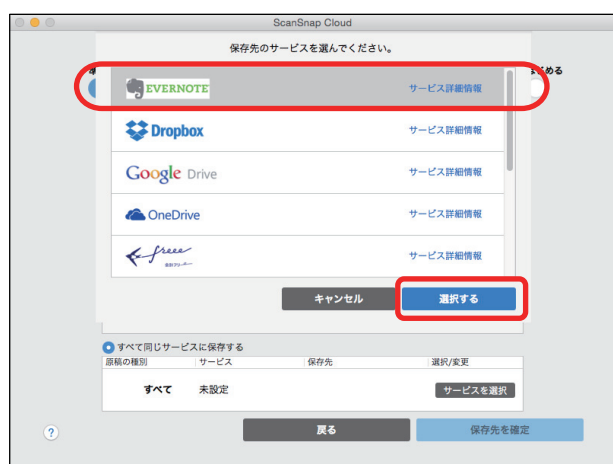 ScanSnap Cloud
保存先のサービスを選んでください。
める
EVERNOTE サービス詳細情報
Dropbox サービス詳細情報
Google Drive サービス詳細情報
OneDrive サービス詳細情報
freee サービス詳細情報
キャンセル 選択する
すべて同じサービスに保存する
原稿の種別 サービス 保存先 選択/変更
すべて 未設定 サービスを選択
? 戻る 保存先を確定